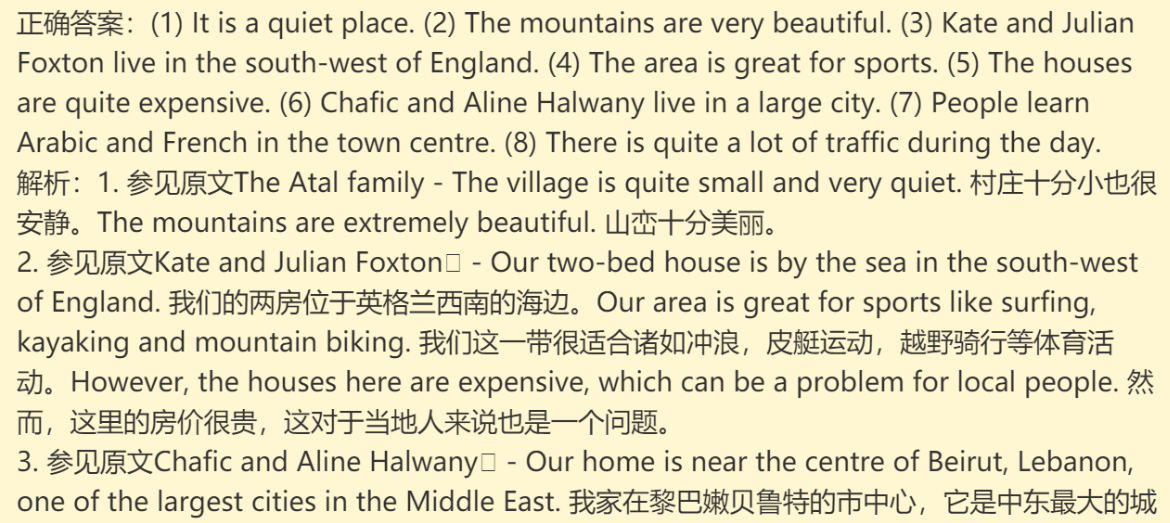 正确答案：(1) It is a quiet place. (2) The mountains are very beautiful. (3) Kate and Julian
Foxton live in the south-west of England. (4) The area is great for sports. (5) The houses
are quite expensive. (6) Chafic and Aline Halwany live in a large city. (7) People learn
Arabic and French in the town centre. (8) There is quite a lot of traffic during the day.
解析：1. 参见原文The Atal family - The village is quite small and very quiet. 村庄十分小也很
安静。The mountains are extremely beautiful. 山峦十分美丽。
2. 参见原文Kate and Julian Foxton - Our two-bed house is by the sea in the south-west
of England. 我们的两房位于英格兰西南的海边。Our area is great for sports like surfing,
kayaking and mountain biking. 我们这一带很适合诸如冲浪，皮艇运动，越野骑行等体育活
动。However, the houses here are expensive, which can be a problem for local people. 然
而，这里的房价很贵，这对于当地人来说也是一个问题。
3. 参见原文Chafic and Aline Halwany - Our home is near the centre of Beirut, Lebanon,
one of the largest cities in the Middle East. 我家在黎巴嫩贝鲁特的市中心，它是中东最大的城